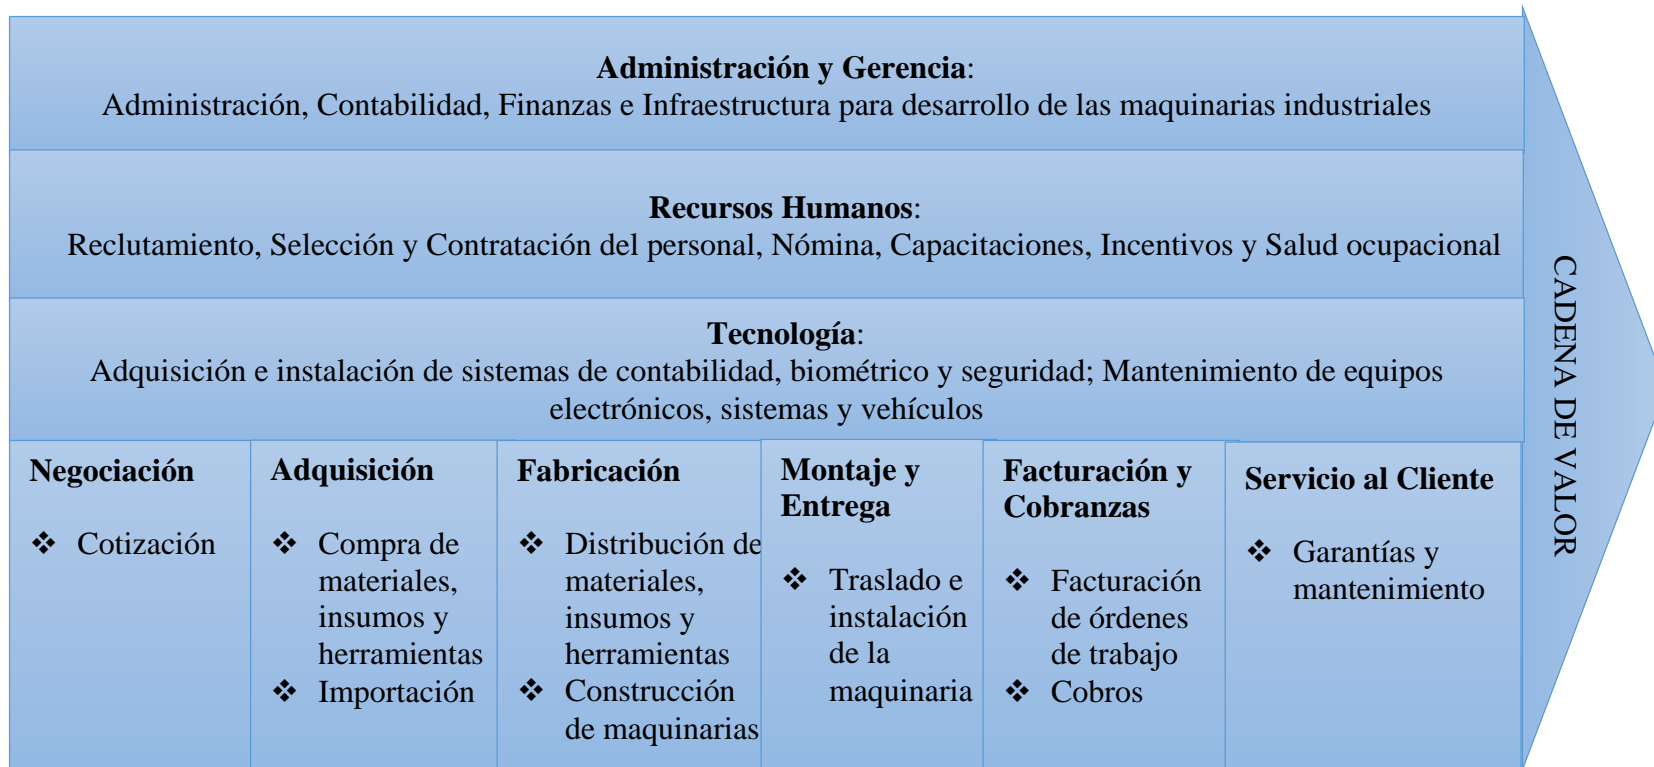 Administración y Gerencia:
Administración, Contabilidad, Finanzas e Infraestructura para desarrollo de las maquinarias industriales
Recursos Humanos:
Reclutamiento, Selección y Contratación del personal, Nómina, Capacitaciones, Incentivos y Salud ocupacional
Tecnología:
Adquisición e instalación de sistemas de contabilidad, biométrico y seguridad; Mantenimiento de equipos
electrónicos, sistemas y vehículos
Negociación
❖ Cotización
Adquisición
❖ Compra de
materiales,
insumos y
herramientas
❖ Importación
Fabricación
❖ Distribución de
materiales,
insumos y
herramientas
❖ Construcción
de maquinarias
Montaje y
Entrega
❖ Traslado e
instalación
de la
maquinaria
Facturación y
Cobranzas
❖ Facturación
de órdenes
de trabajo
❖ Cobros
Servicio al Cliente
❖ Garantías y
mantenimiento
CADENA DE VALOR